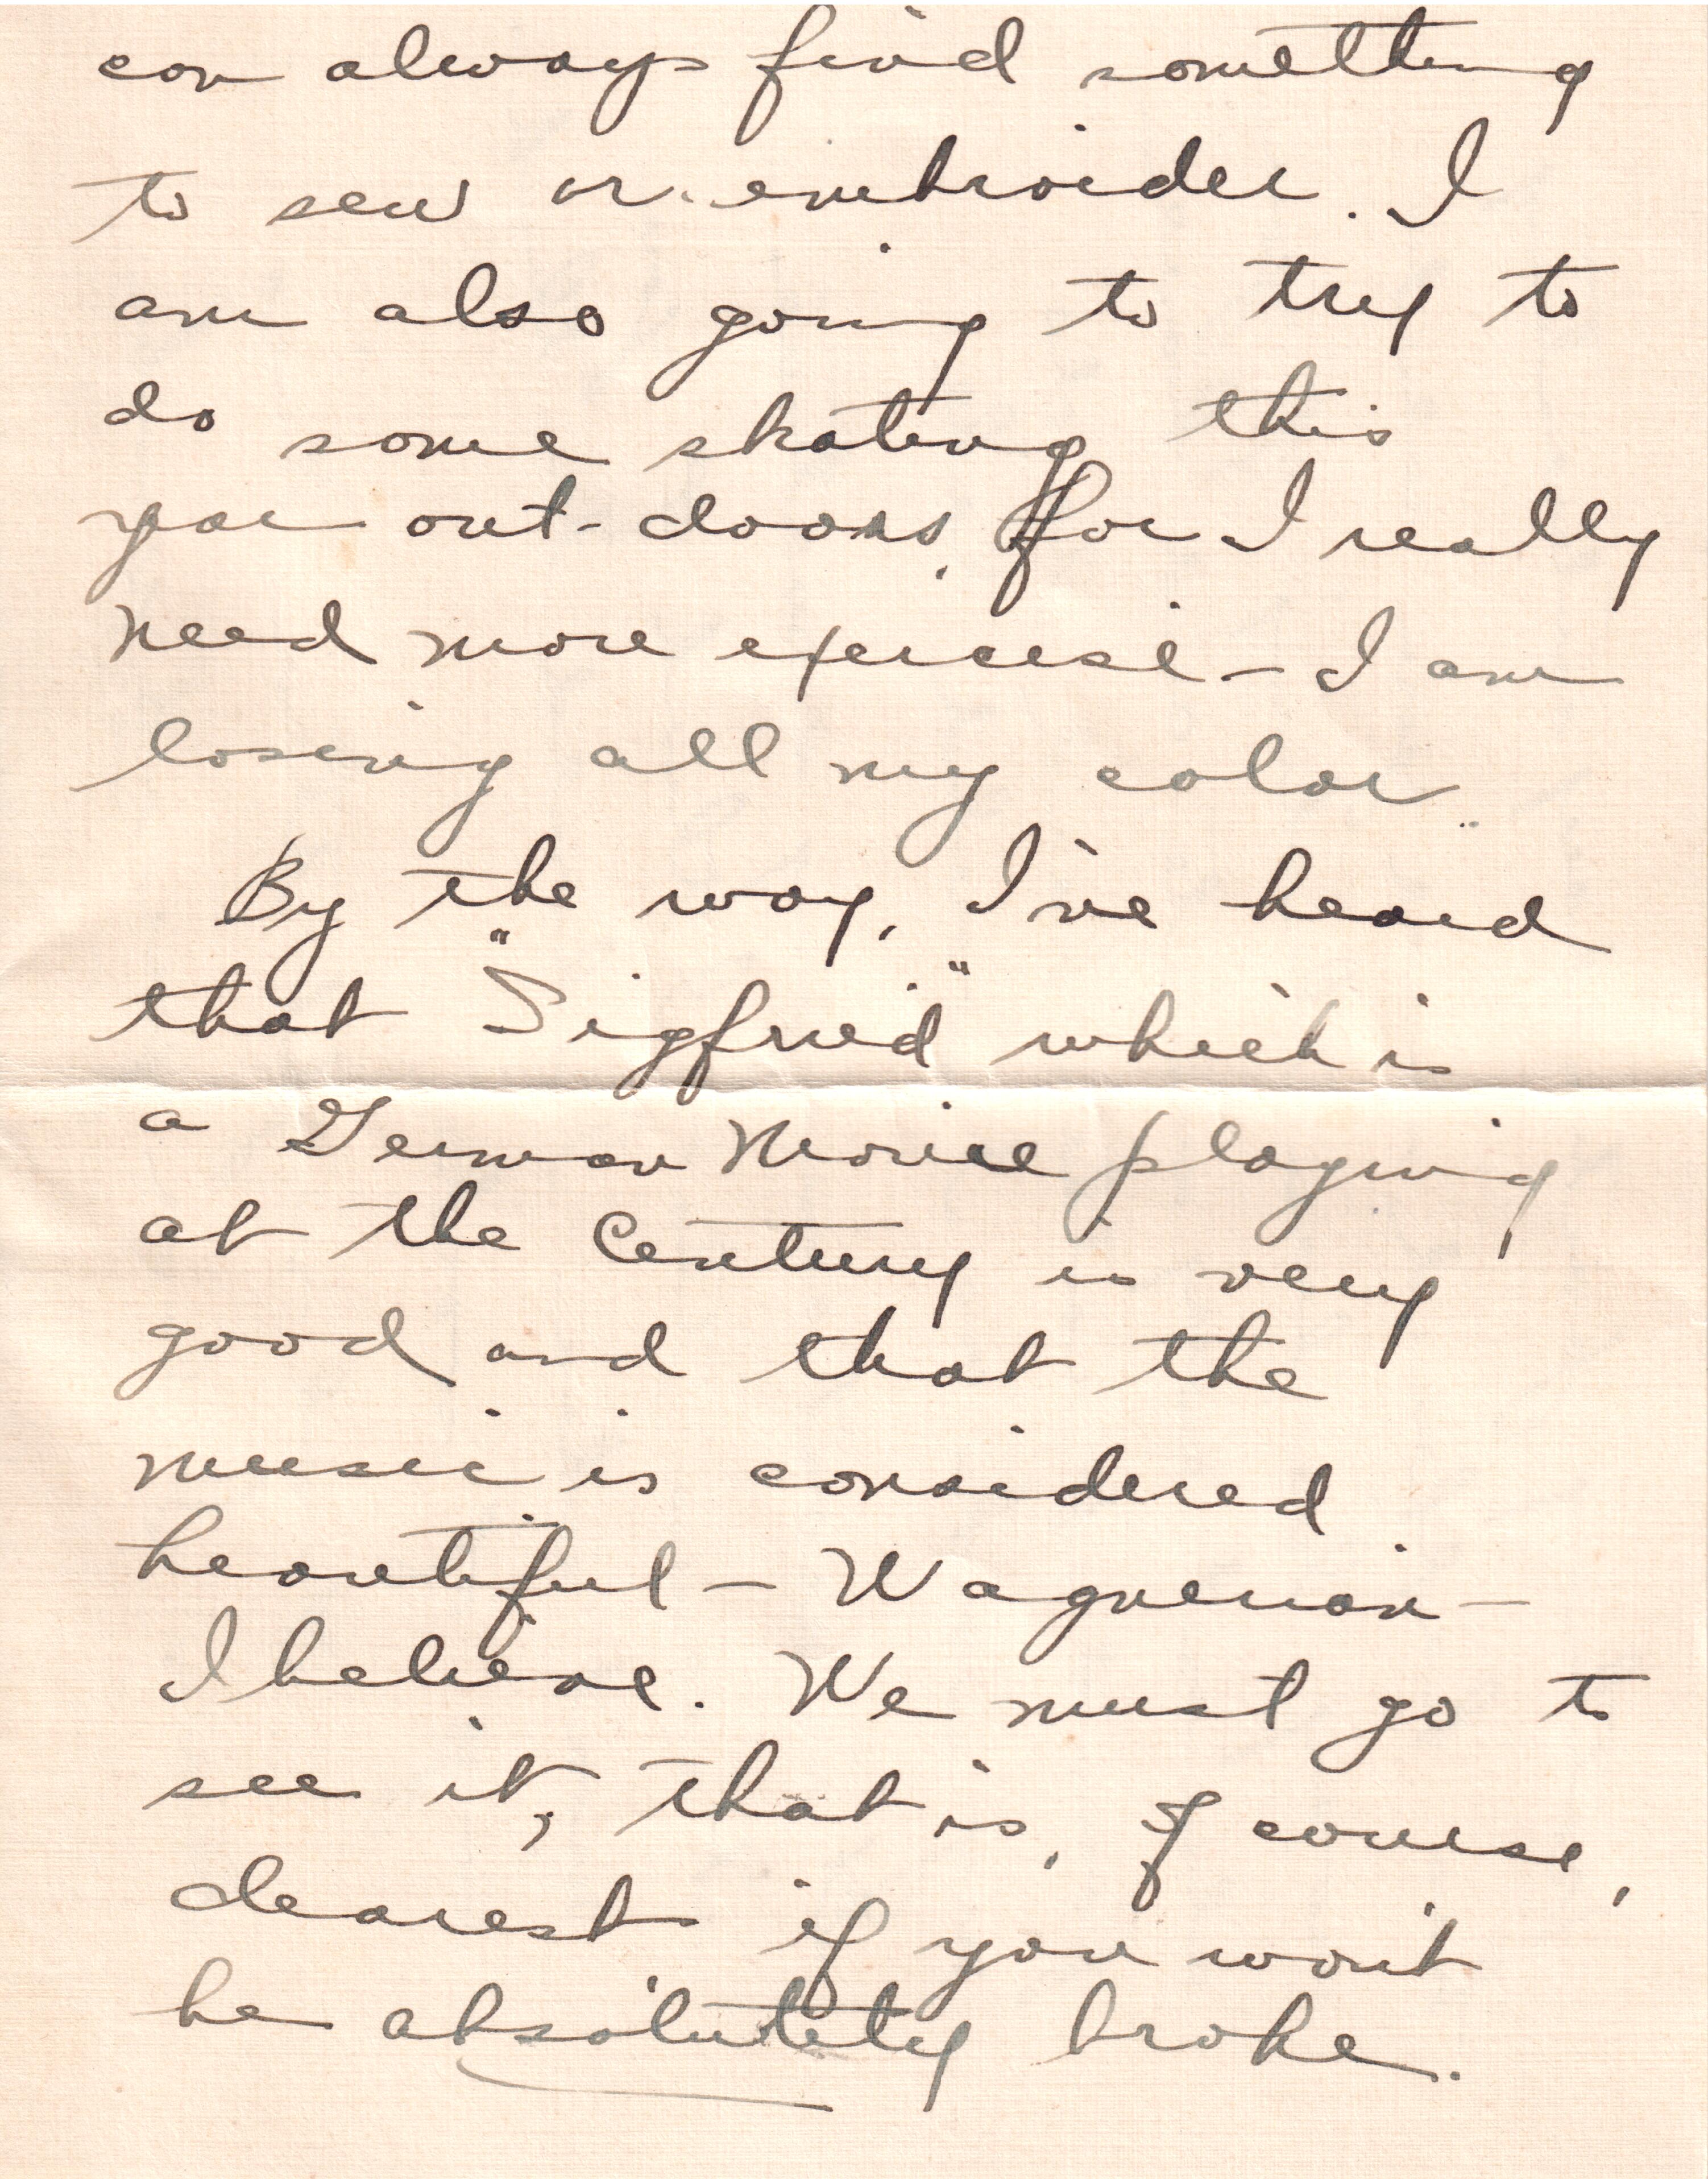 can always find something
to sew or embroider. I
am also going to try to
do some skating this
year out-doors, for I really
need more exercise - I am
losing all my color.
By the way, I've heard
that "Sigfried" which is
a German Movie playing
at the Century is very
good and that the
music is considered
beautiful - Wagnerian -
I believe. We must go to
see it, that is, of course,
dearest if you won't
be absolutely broke.